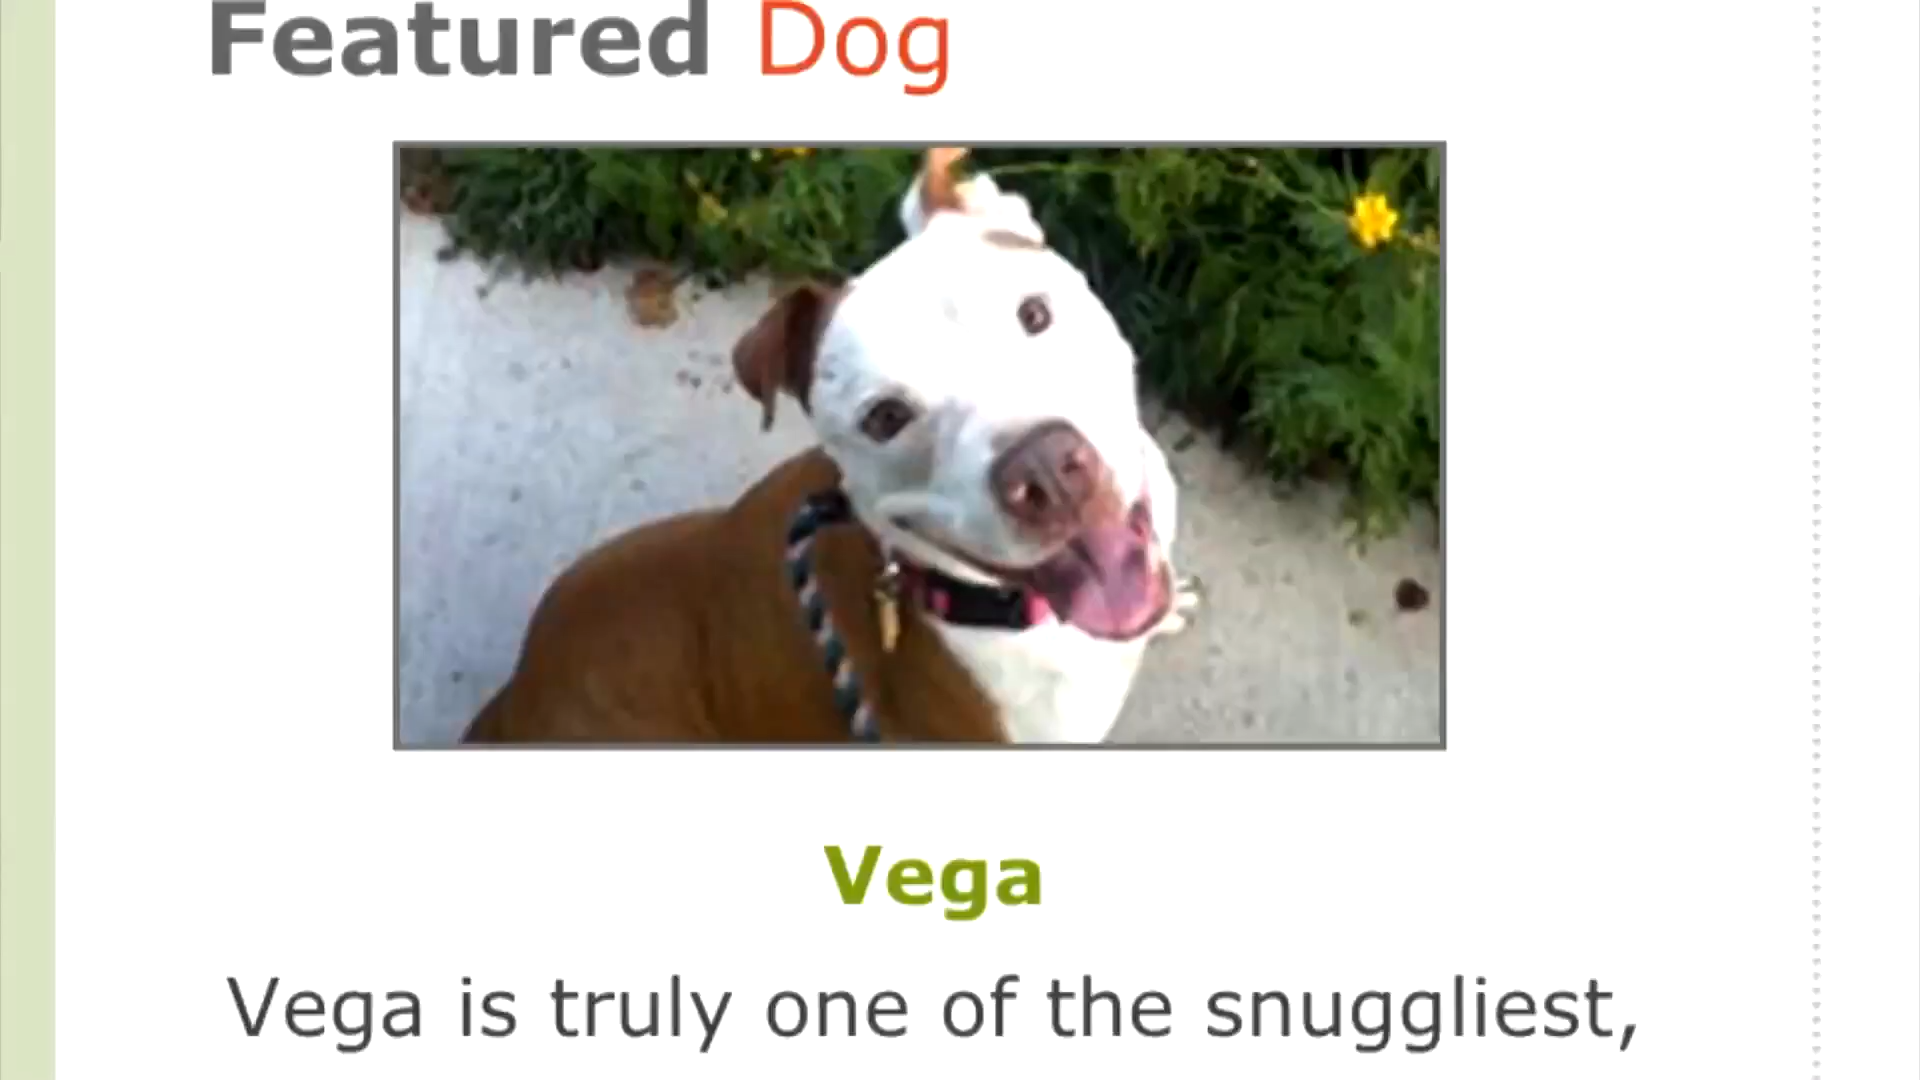 Featured Dog
Vega
Vega is truly one of the snuggliest,